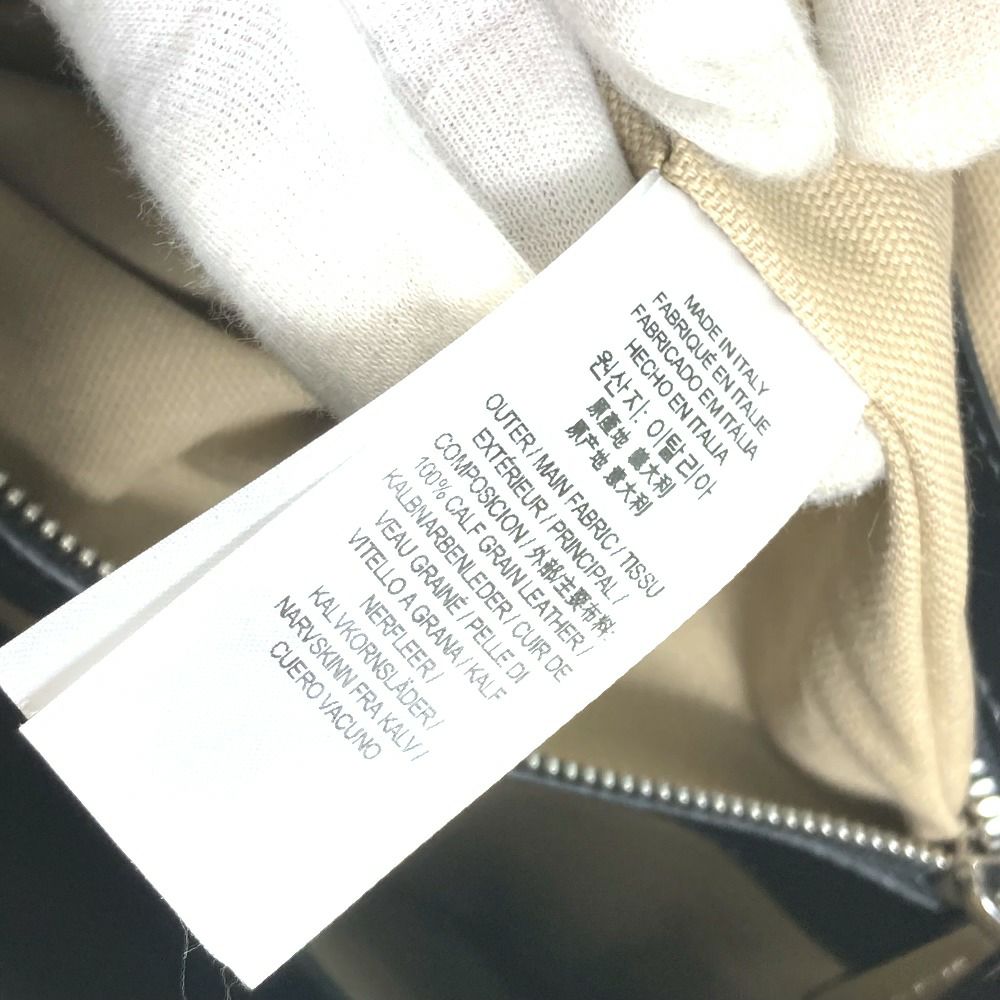 MADE IN ITALY
FABRIQUÉ EN ITALIE
FABRICADO EM ITÁLIA
HECHO EN ITALIA
원산지: 이탈리아
原產地 意大利
原产地 意大利
OUTER / MAIN FABRIC / TISSU
EXTÉRIEUR / PRINCIPAL /
COMPOSICION / 外部主要布料:
100% CALF GRAIN LEATHER /
KALBNARBENLEDER / CUIR DE
VEAU GRAINÉ / PELLE DI
VITELLO A GRANA / KALF
NERFLEER /
KALVKORNSLÄDER /
NARVSKINN FRA KALV /
CUERO VACUNO